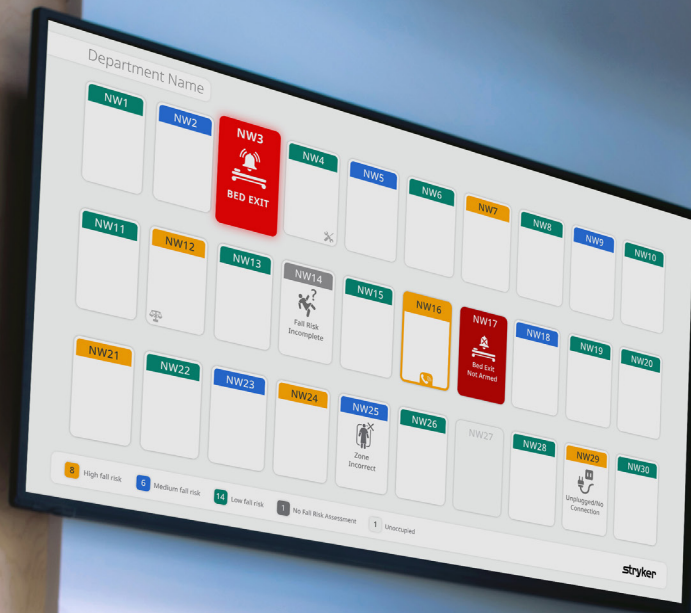 Department Name
NW1
NW2
NW3
BED EXIT
NW4
NW5
NW6
NW7
NW8
NW9
NW10
NW11
NW12
NW13
NW14
?
Fall Risk
Incomplete
NW15
NW16
NW17
Bed Exit
Not Armed
NW18
NW19
NW20
NW21
NW22
NW23
NW24
NW25
Zone
Incorrect
NW26
NW27
NW28
NW29
Unplugged/No
Connection
NW30
8 High fall risk 6 Medium fall risk 14 Low fall risk 1 No Fall Risk Assessment 1 Unoccupied
stryker